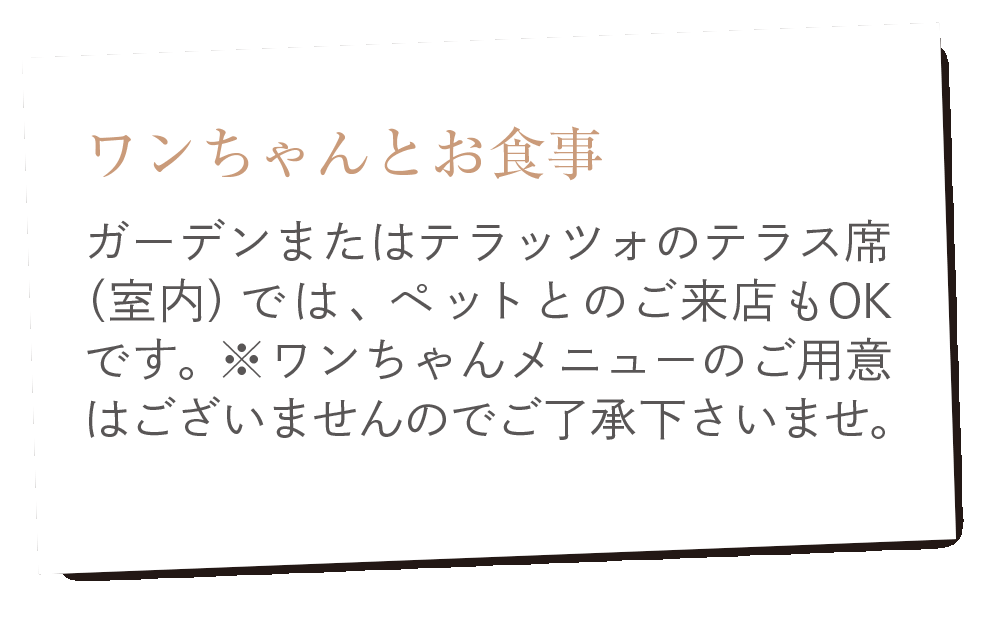 ワンちゃんとお食事
ガーデンまたはテラッツォのテラス席
(室内)では、ペットとのご来店もOK
です。※ワンちゃんメニューのご用意
はございませんのでご了承下さいませ。